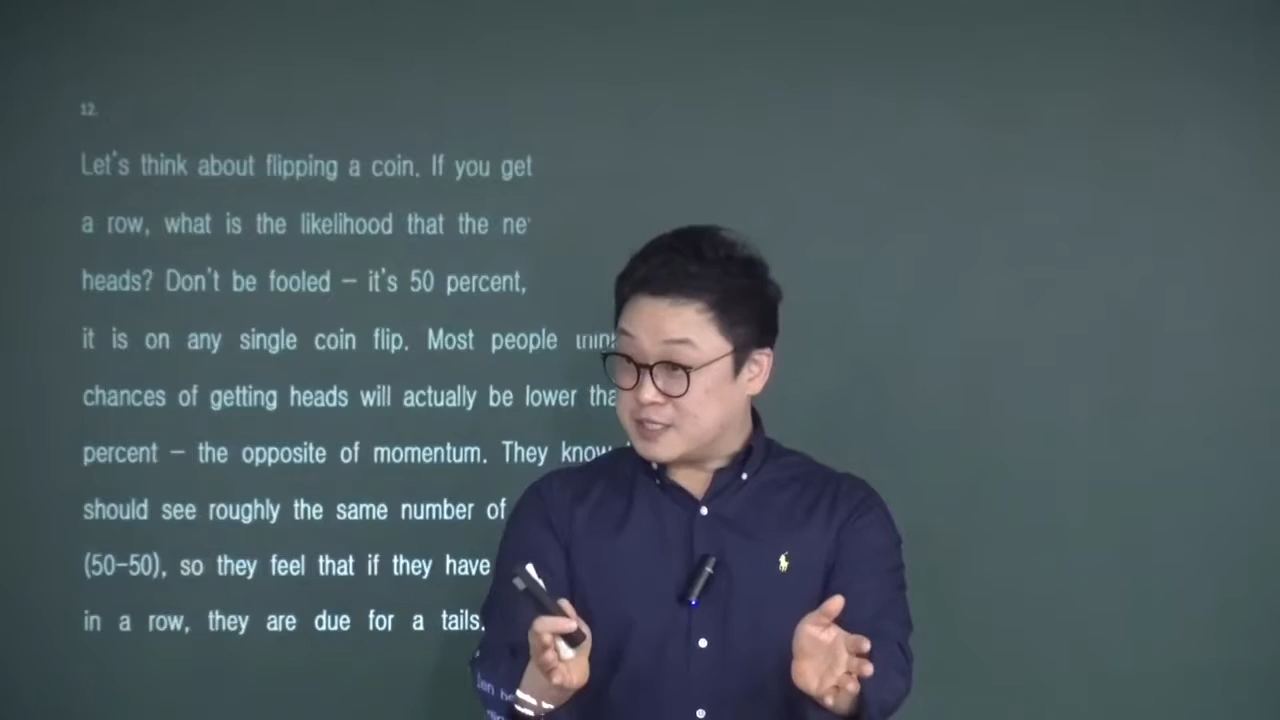 12.
Let's think about flipping a coin. If you get
a row, what is the likelihood that the
heads? Don't be fooled – it's 50 percent,
it is on any single coin flip. Most people
chances of getting heads will actually be lower
percent – the opposite of momentum. They know
should see roughly the same number of
(50-50), so they feel that if they have
in a row, they are due for a tails.